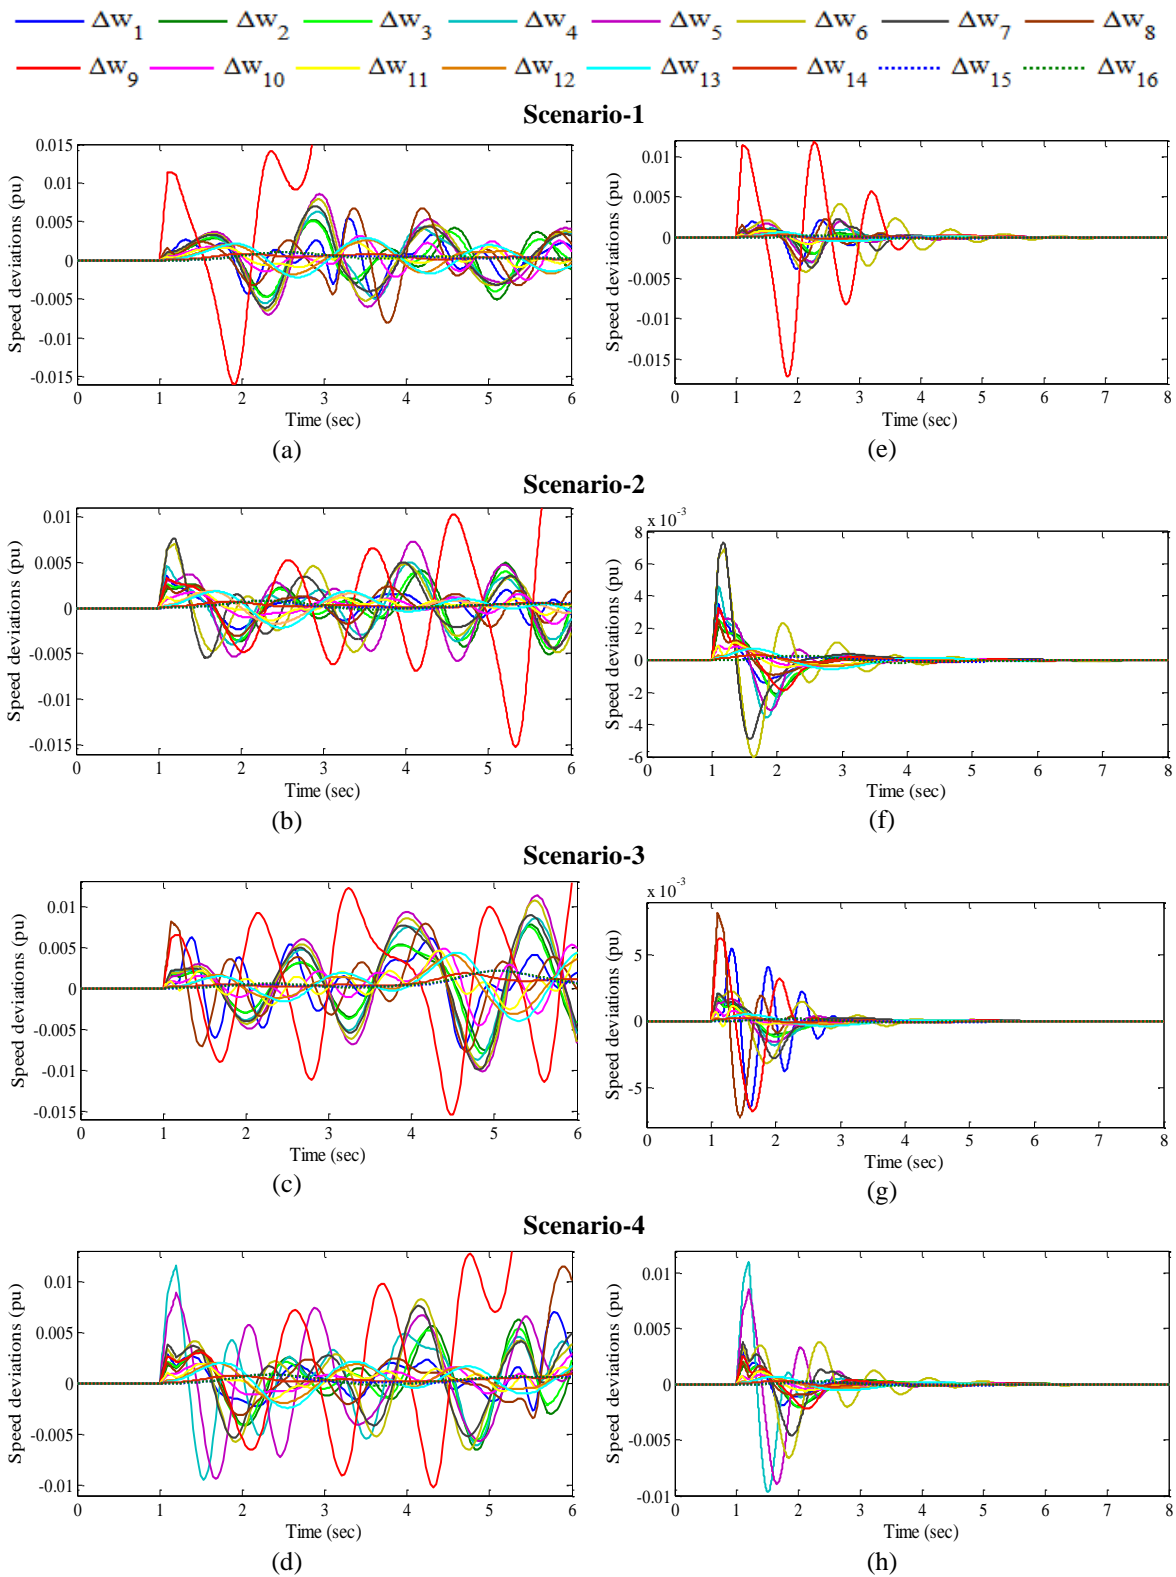 Δw1 Δw2 Δw3 Δw4 Δw5 Δw6 Δw7 Δw8
Δw9 Δw10 Δw11 Δw12 Δw13 Δw14 Δw15 Δw16
Scenario-1
Speed deviations (pu)
0.015
0.01
0.005
0
-0.005
-0.01
-0.015
0 1 2 3 4 5 6
Time (sec)
(a)
Speed deviations (pu)
0.01
0.005
0
-0.005
-0.01
-0.015
0 1 2 3 4 5 6 7 8
Time (sec)
(e)
Scenario-2
Speed deviations (pu)
0.01
0.005
0
-0.005
-0.01
-0.015
0 1 2 3 4 5 6
Time (sec)
(b)
x 10-3
Speed deviations (pu)
8
6
4
2
0
-2
-4
-6
0 1 2 3 4 5 6 7 8
Time (sec)
(f)
Scenario-3
Speed deviations (pu)
0.01
0.005
0
-0.005
-0.01
-0.015
0 1 2 3 4 5 6
Time (sec)
(c)
x 10-3
Speed deviations (pu)
5
0
-5
0 1 2 3 4 5 6 7 8
Time (sec)
(g)
Scenario-4
Speed deviations (pu)
0.01
0.005
0
-0.005
-0.01
0 1 2 3 4 5 6
Time (sec)
(d)
Speed deviations (pu)
0.01
0.005
0
-0.005
-0.01
0 1 2 3 4 5 6 7 8
Time (sec)
(h)